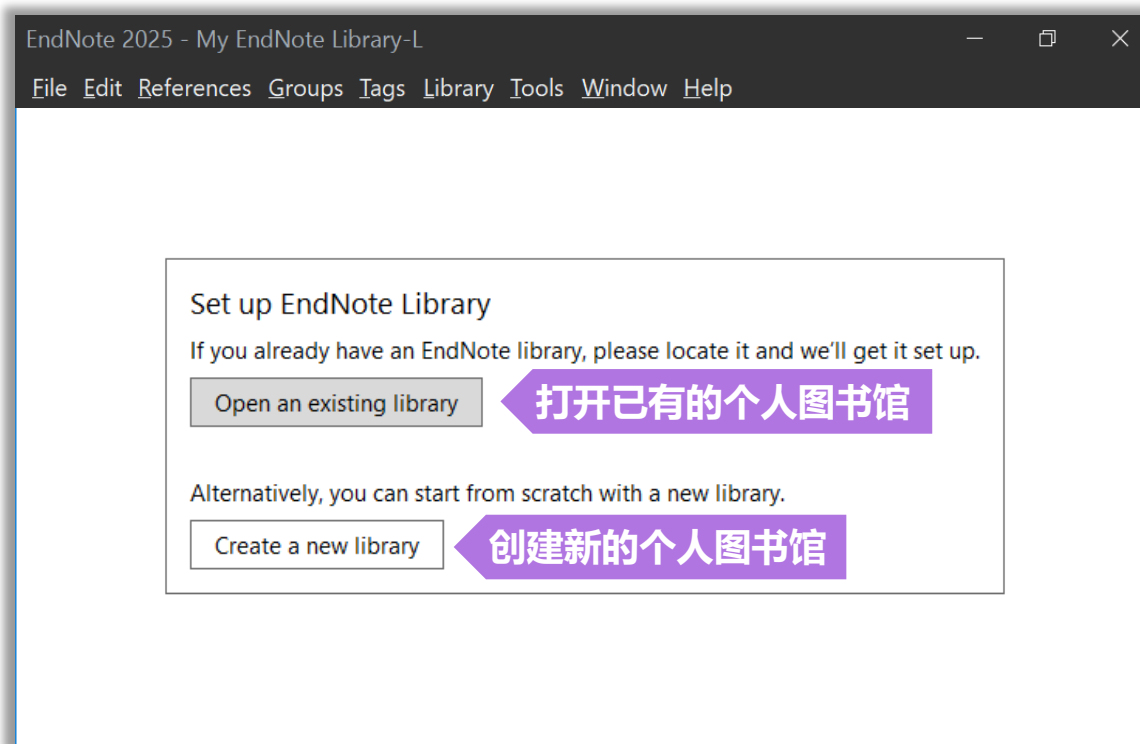 EndNote 2025 - My EndNote Library-L
File Edit References Groups Tags Library Tools Window Help
Set up EndNote Library
If you already have an EndNote library, please locate it and we'll get it set up.
Open an existing library
打开已有的个人图书馆
Alternatively, you can start from scratch with a new library.
Create a new library
创建新的个人图书馆